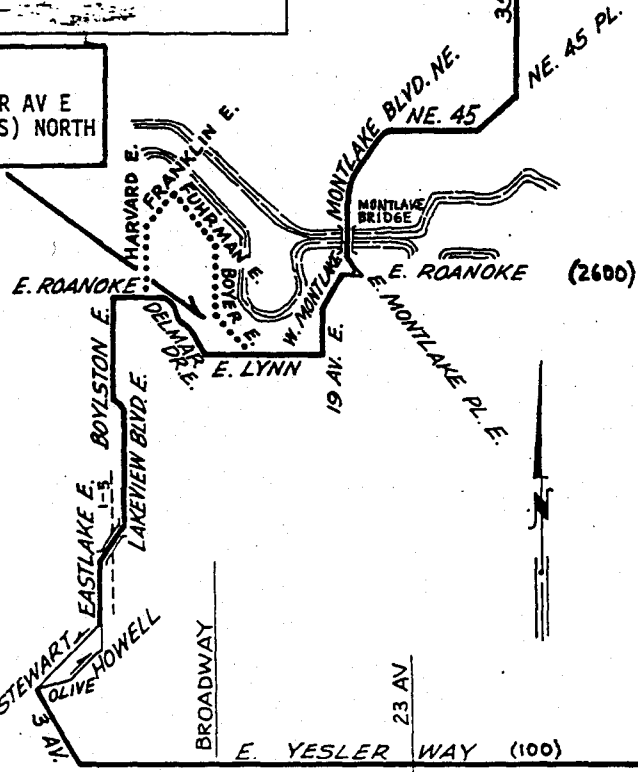 R AV E
S) NORTH
NE. 45 PL.
MONTLAKE BLVD. NE.
NE. 45
HARVARD E.
FRANKLIN E.
FUHRMAN E.
BOYER E.
MONTLAKE
BRIDGE
E. ROANOKE
(2600)
E. ROANOKE
W. MONTLAKE
E. MONTLAKE PL. E.
DELMAR
DR. E.
E. LYNN
19 AV. E.
BOYLSTON E.
LAKEVIEW BLVD. E.
I-5
EASTLAKE E.
N
STEWART
HOWELL
OLIVE
3 AV.
BROADWAY
23 AV
E. YESLER WAY (100)